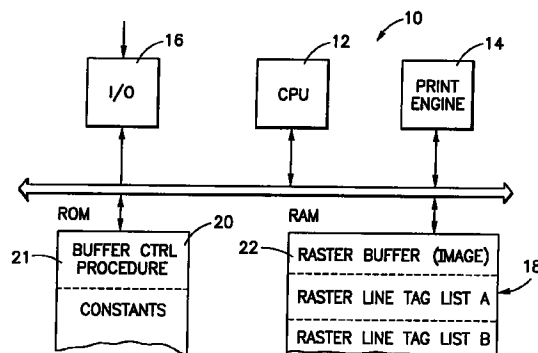 10
16
12
14
I/O
CPU
PRINT
ENGINE
ROM
RAM
20
21
BUFFER CTRL
PROCEDURE
CONSTANTS
22
RASTER BUFFER (IMAGE)
18
RASTER LINE TAG LIST A
RASTER LINE TAG LIST B